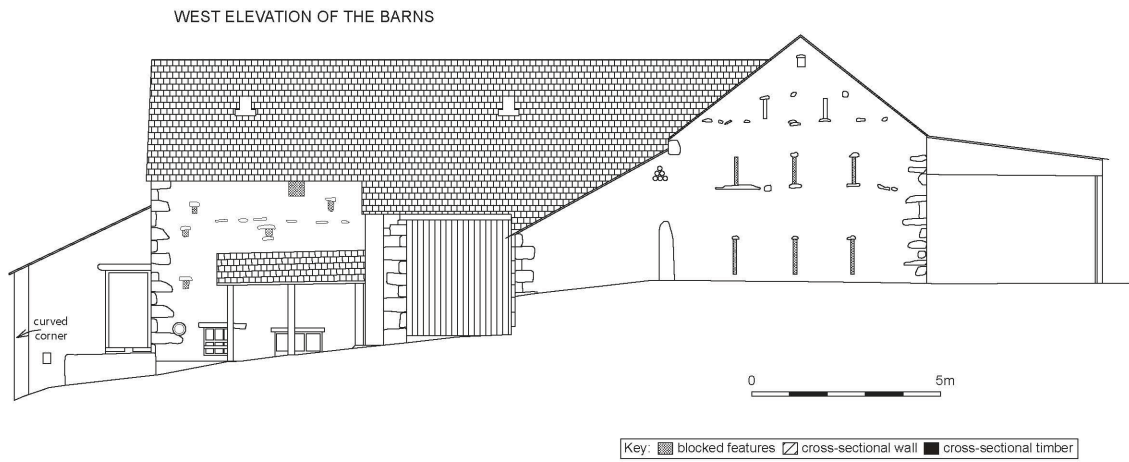 WEST ELEVATION OF THE BARNS
curved
corner
0 5m
Key: blocked features cross-sectional wall cross-sectional timber